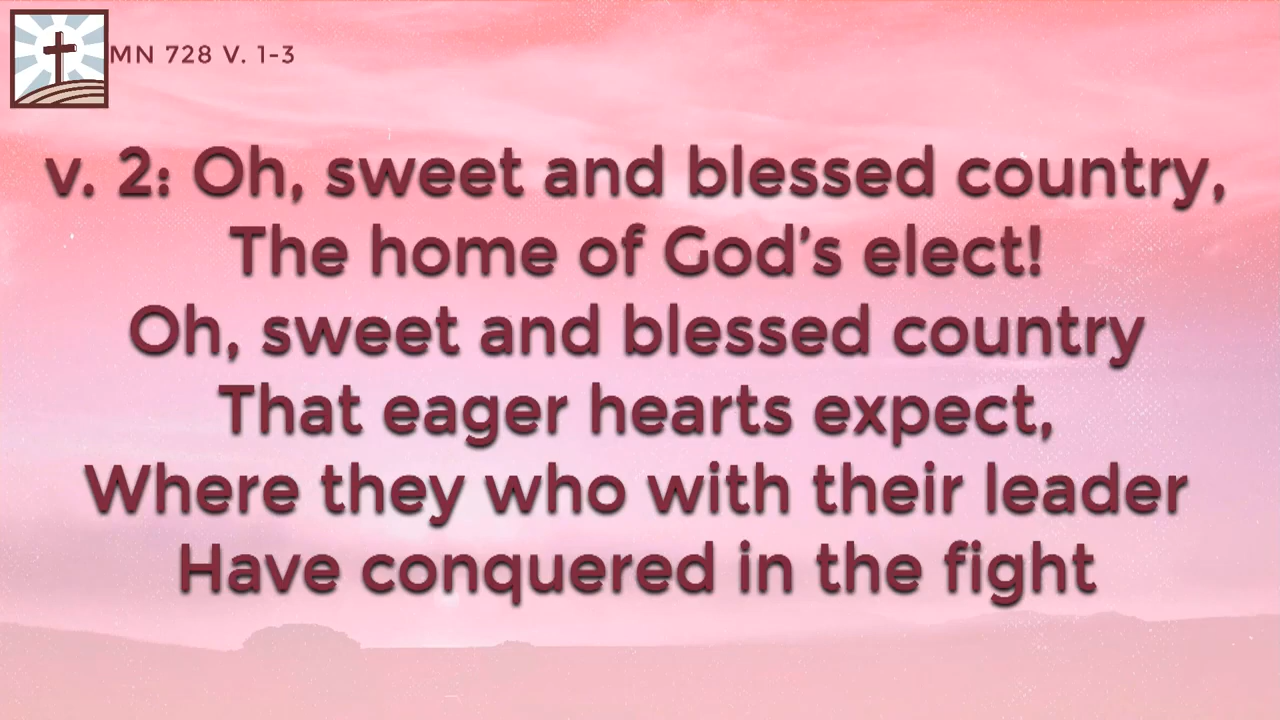 MN 728 V. 1-3
v. 2: Oh, sweet and blessed country,
The home of God's elect!
Oh, sweet and blessed country
That eager hearts expect,
Where they who with their leader
Have conquered in the fight